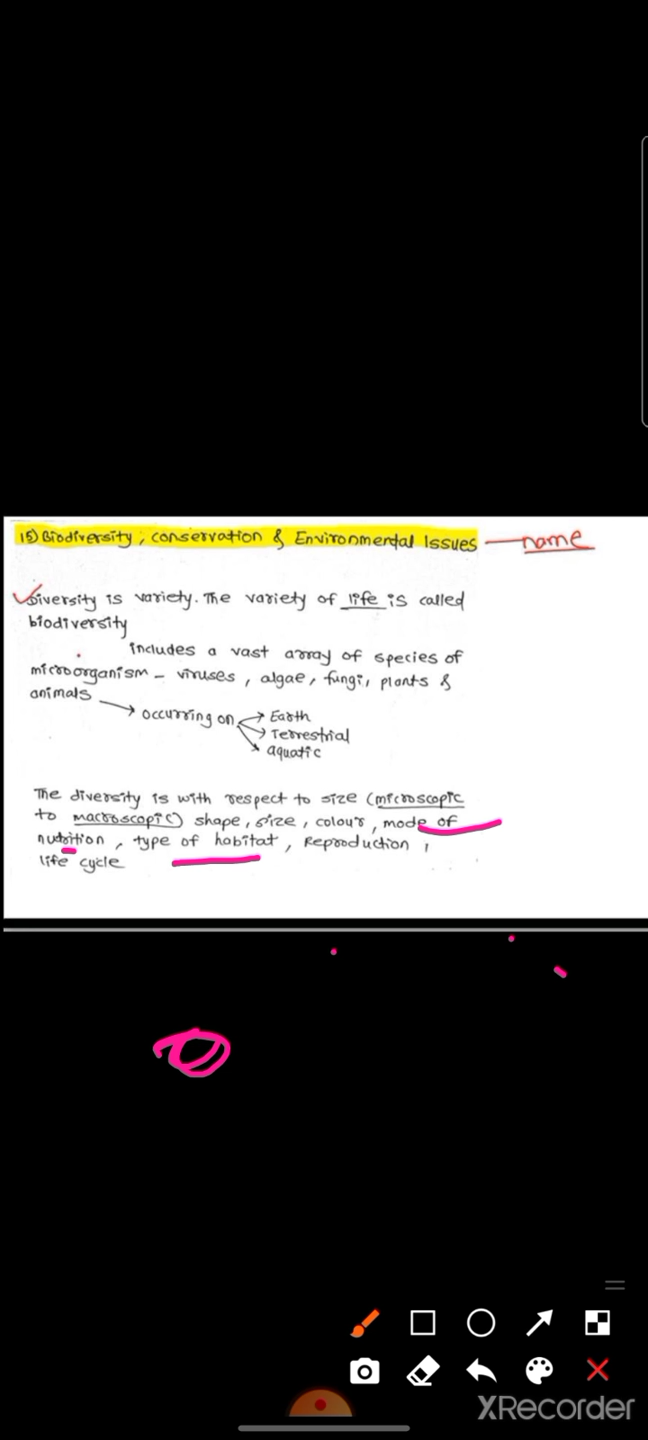 15) Biodiversity, conservation & Environmental Issues — name
Diversity is variety. The variety of life is called
biodiversity
includes a vast array of species of
microorganism - viruses, algae, fungi, plants &
animals
occurring on → Earth
→ Terrestrial
aquatic
The diversity is with respect to size (microscopic
to macroscopic) shape, size, colour, mode of
nutrition, type of habitat, Reproduction,
life cycle
XRecorder